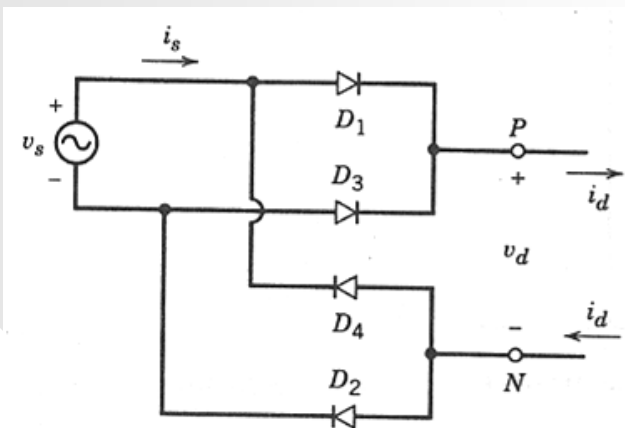 i_s
+
D_1
P
v_s
+
-
D_3
i_d
v_d
D_4
-
i_d
D_2
N